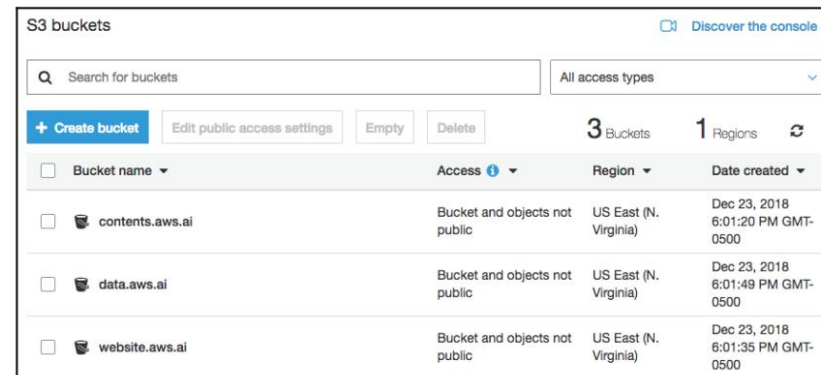 S3 buckets Discover the console
Search for buckets All access types
+ Create bucket Edit public access settings Empty Delete 3 Buckets 1 Regions
Bucket name Access Region Date created
contents.aws.ai Bucket and objects not public US East (N. Virginia) Dec 23, 2018 6:01:20 PM GMT-0500
data.aws.ai Bucket and objects not public US East (N. Virginia) Dec 23, 2018 6:01:49 PM GMT-0500
website.aws.ai Bucket and objects not public US East (N. Virginia) Dec 23, 2018 6:01:35 PM GMT-0500